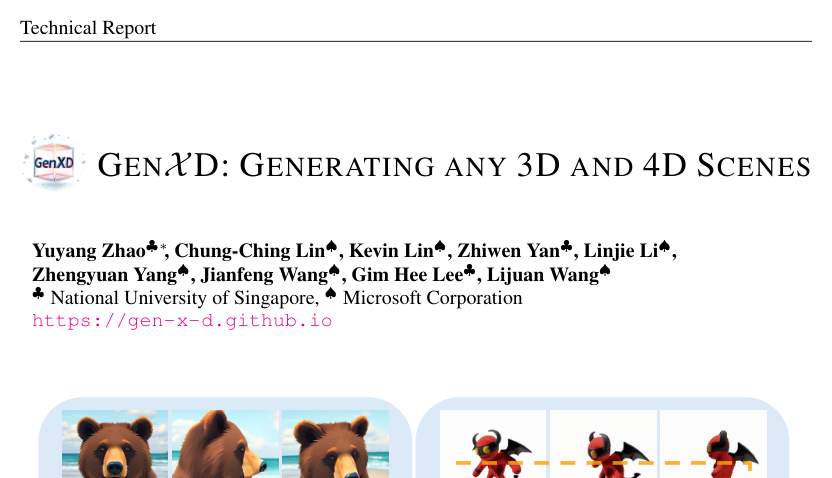 Technical Report
GenXD
GEN𝒳D: GENERATING ANY 3D AND 4D SCENES
Yuyang Zhao♣*, Chung-Ching Lin♠, Kevin Lin♠, Zhiwen Yan♣, Linjie Li♠,
Zhengyuan Yang♠, Jianfeng Wang♠, Gim Hee Lee♣, Lijuan Wang♠
♣ National University of Singapore, ♠ Microsoft Corporation
https://gen-x-d.github.io